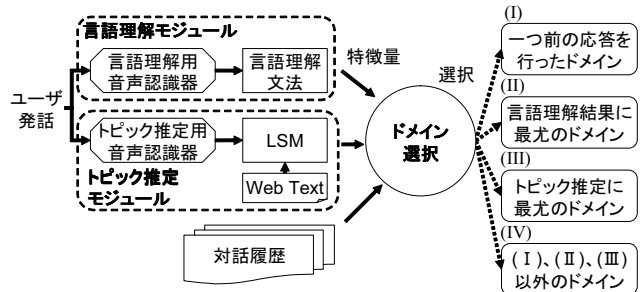 言語理解モジュール
言語理解用
音声認識器
言語理解
文法
ユーザ
発話
トピック推定用
音声認識器
LSM
Web Text
トピック推定
モジュール
対話履歴
特徴量
ドメイン
選択
選択
(I)
一つ前の応答を
行ったドメイン
(II)
言語理解結果に
最尤のドメイン
(III)
トピック推定に
最尤のドメイン
(IV)
(Ⅰ)、(Ⅱ)、(Ⅲ)
以外のドメイン